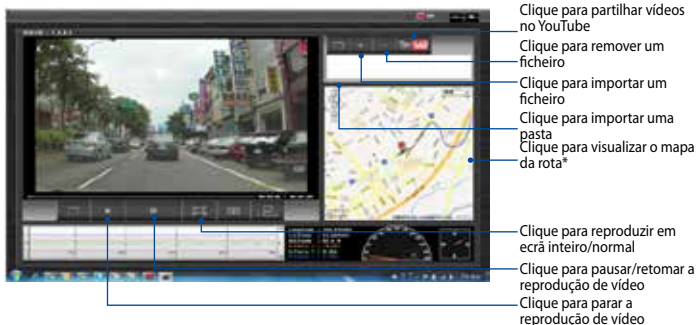 Clique para partilhar vídeos
no YouTube
Clique para remover um
ficheiro
Clique para importar um
ficheiro
Clique para importar uma
pasta
Clique para visualizar o mapa
da rota*
Clique para reproduzir em
ecrã inteiro/normal
Clique para pausar/retomar a
reprodução de vídeo
Clique para parar a
reprodução de vídeo